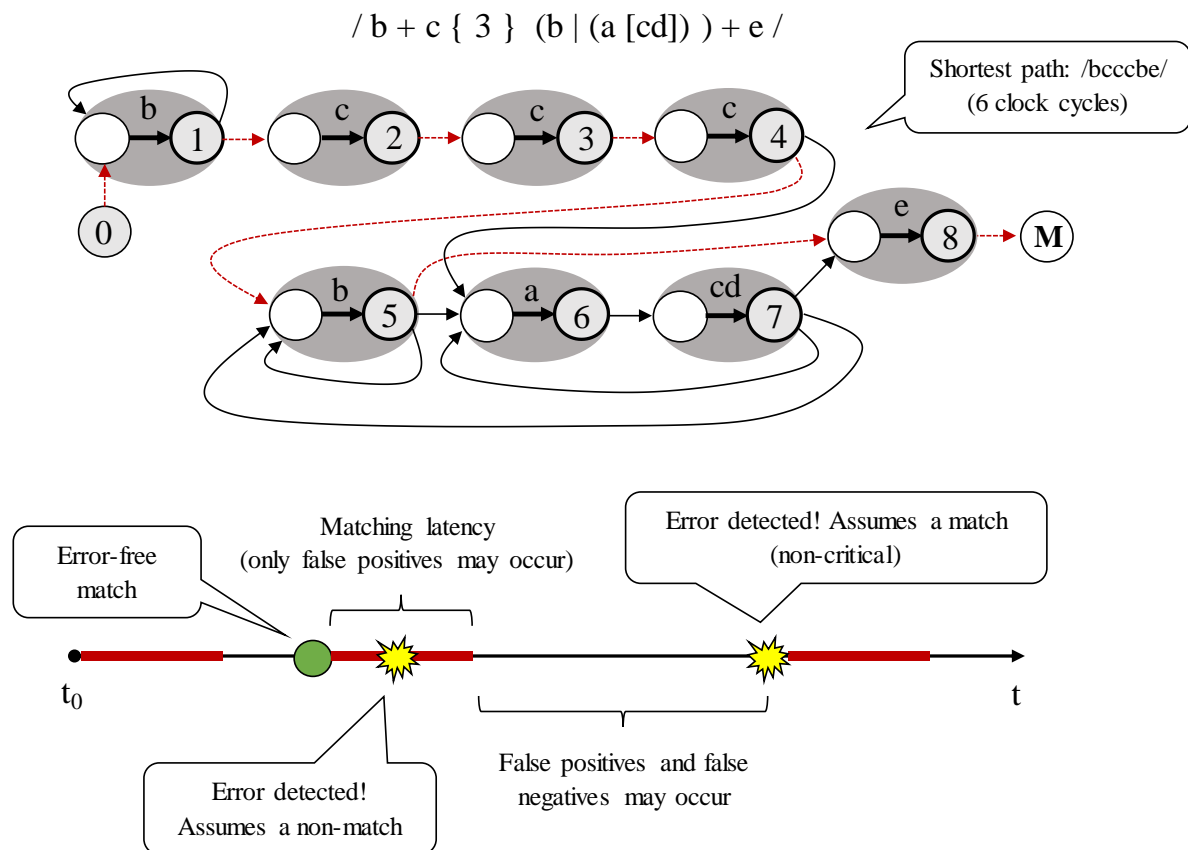 / b + c { 3 } (b | (a [cd]) ) + e /
Shortest path: /bcccbe/
(6 clock cycles)
b
c
c
c
1
2
3
4
0
e
8
M
b
a
cd
5
6
7
Matching latency
(only false positives may occur)
Error detected! Assumes a match
(non-critical)
Error-free
match
t0
t
False positives and false
negatives may occur
Error detected!
Assumes a non-match